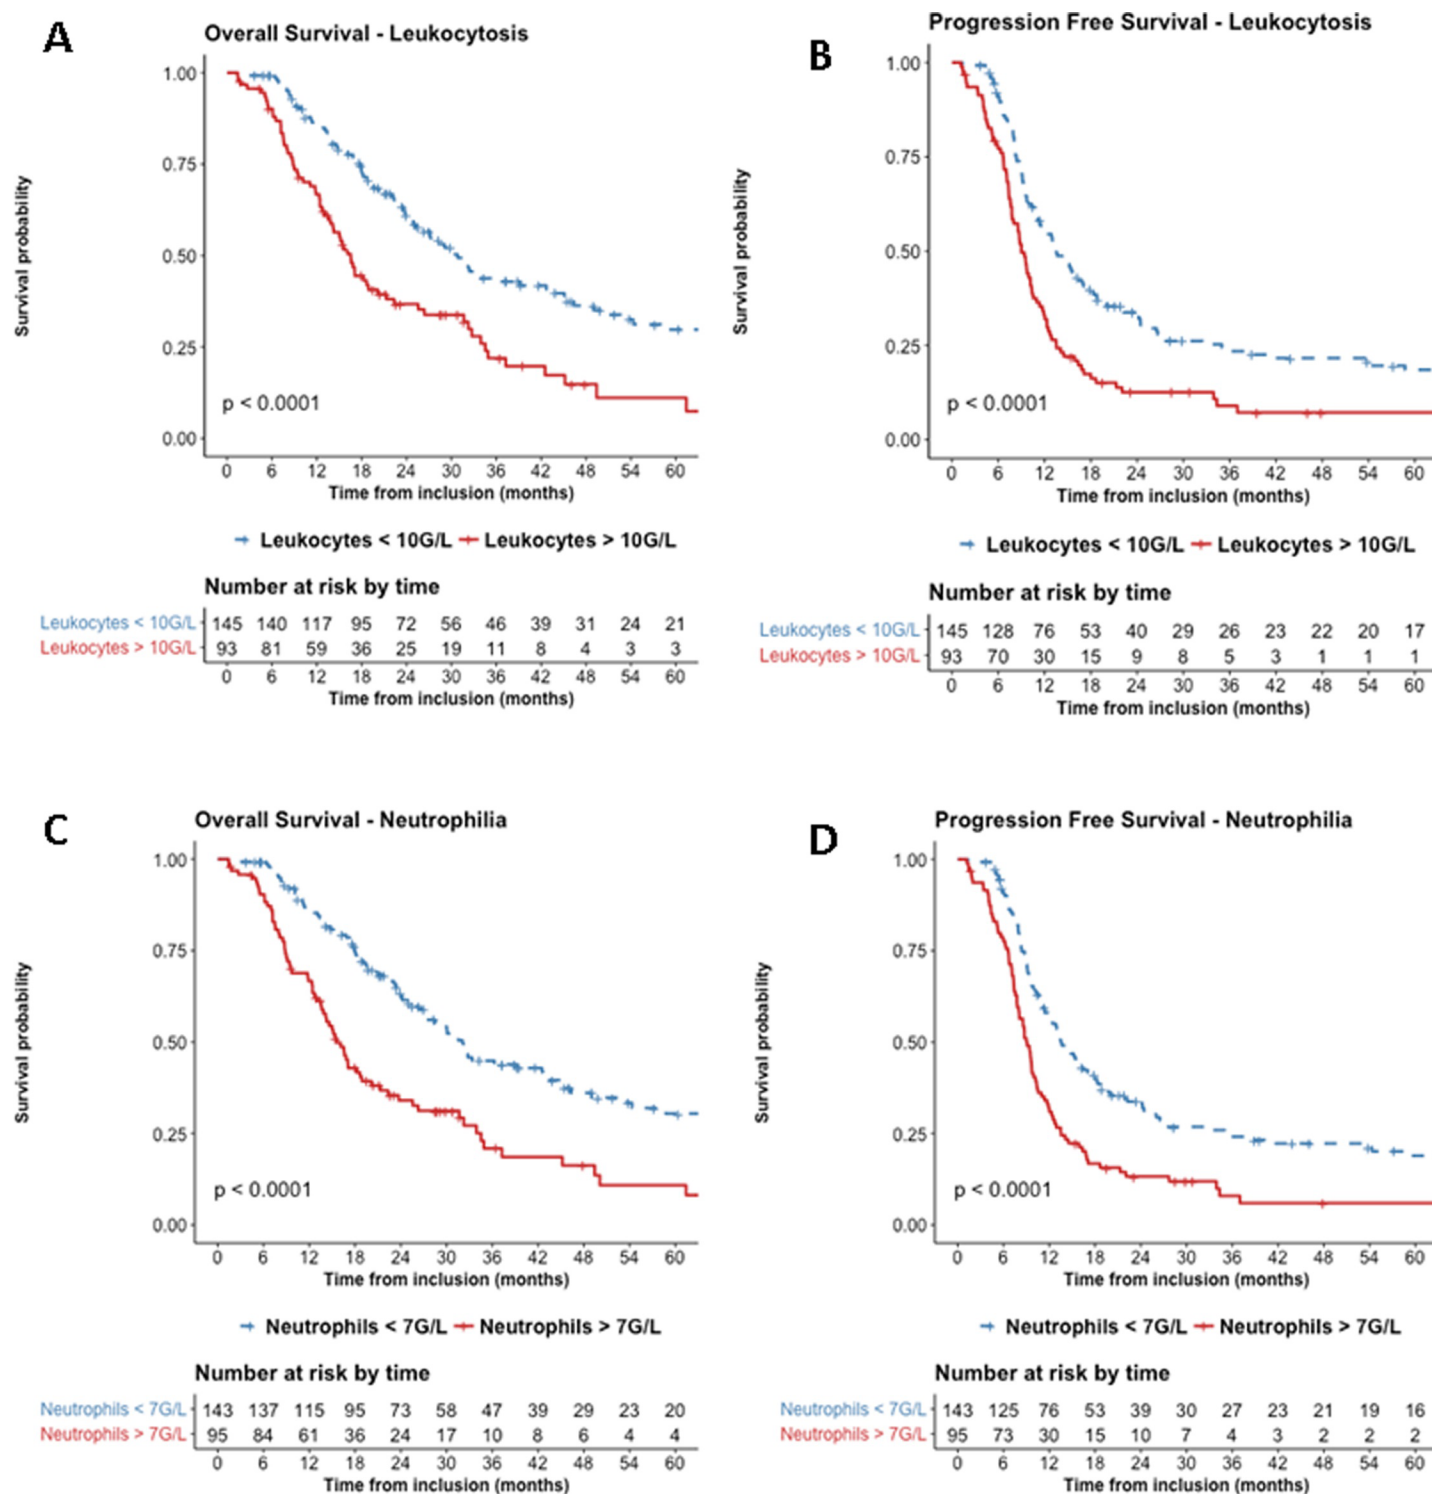 A
Overall Survival - Leukocytosis
Survival probability
1.00
0.75
0.50
0.25
0.00
p < 0.0001
0 6 12 18 24 30 36 42 48 54 60
Time from inclusion (months)
Leukocytes < 10G/L Leukocytes > 10G/L
Number at risk by time
Leukocytes < 10G/L 145 140 117 95 72 56 46 39 31 24 21
Leukocytes > 10G/L 93 81 59 36 25 19 11 8 4 3 3
0 6 12 18 24 30 36 42 48 54 60
Time from inclusion (months)
B
Progression Free Survival - Leukocytosis
Survival probability
1.00
0.75
0.50
0.25
0.00
p < 0.0001
0 6 12 18 24 30 36 42 48 54 60
Time from inclusion (months)
Leukocytes < 10G/L Leukocytes > 10G/L
Number at risk by time
Leukocytes < 10G/L 145 128 76 53 40 29 26 23 22 20 17
Leukocytes > 10G/L 93 70 30 15 9 8 5 3 1 1 1
0 6 12 18 24 30 36 42 48 54 60
Time from inclusion (months)
C
Overall Survival - Neutrophilia
Survival probability
1.00
0.75
0.50
0.25
0.00
p < 0.0001
0 6 12 18 24 30 36 42 48 54 60
Time from inclusion (months)
Neutrophils < 7G/L Neutrophils > 7G/L
Number at risk by time
Neutrophils < 7G/L 143 137 115 95 73 58 47 39 29 23 20
Neutrophils > 7G/L 95 84 61 36 24 17 10 8 6 4 4
0 6 12 18 24 30 36 42 48 54 60
Time from inclusion (months)
D
Progression Free Survival - Neutrophilia
Survival probability
1.00
0.75
0.50
0.25
0.00
p < 0.0001
0 6 12 18 24 30 36 42 48 54 60
Time from inclusion (months)
Neutrophils < 7G/L Neutrophils > 7G/L
Number at risk by time
Neutrophils < 7G/L 143 125 76 53 39 30 27 23 21 19 16
Neutrophils > 7G/L 95 73 30 15 10 7 4 3 2 2 2
0 6 12 18 24 30 36 42 48 54 60
Time from inclusion (months)